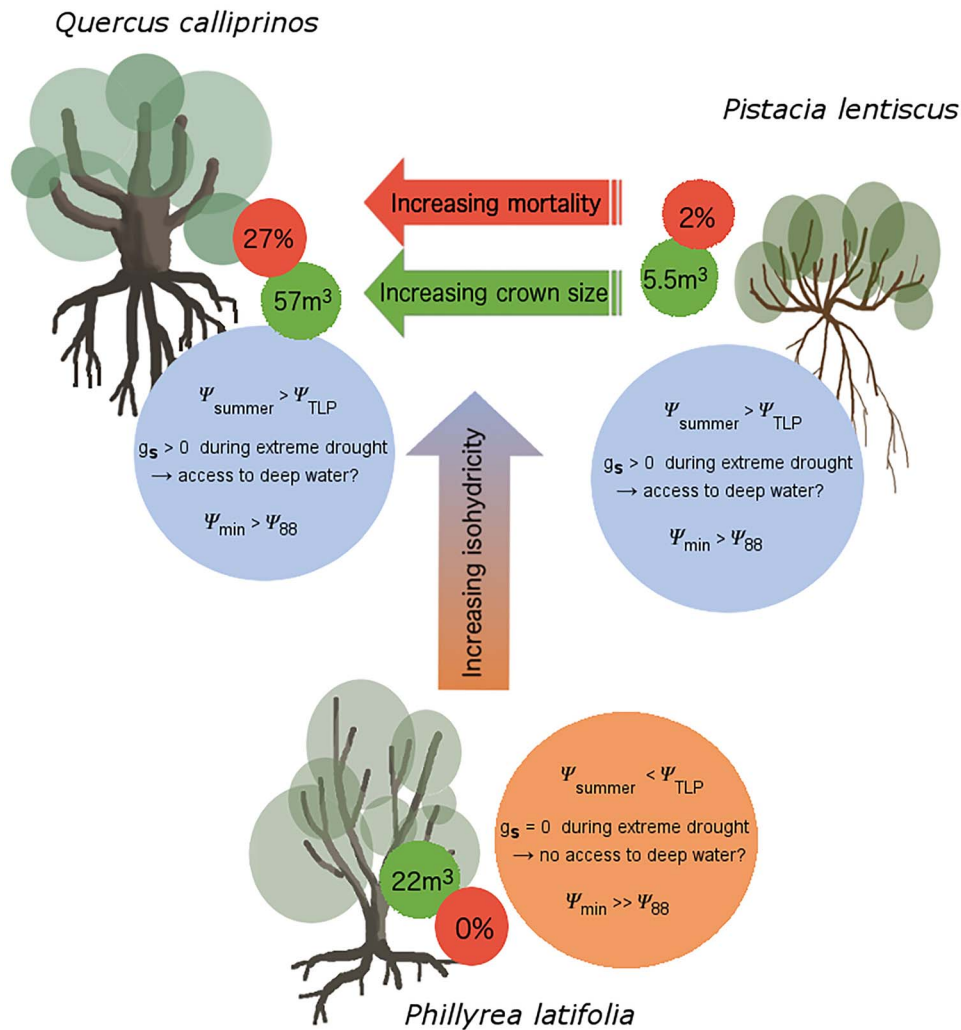 Quercus calliprinos
Pistacia lentiscus
Increasing mortality
27%
2%
Increasing crown size
57m³
5.5m³
Ψsummer > ΨTLP
gs > 0 during extreme drought
→ access to deep water?
Ψmin > Ψ88
Ψsummer > ΨTLP
gs > 0 during extreme drought
→ access to deep water?
Ψmin > Ψ88
Increasing isohydricity
Ψsummer < ΨTLP
gs = 0 during extreme drought
→ no access to deep water?
Ψmin >> Ψ88
22m³
0%
Phillyrea latifolia